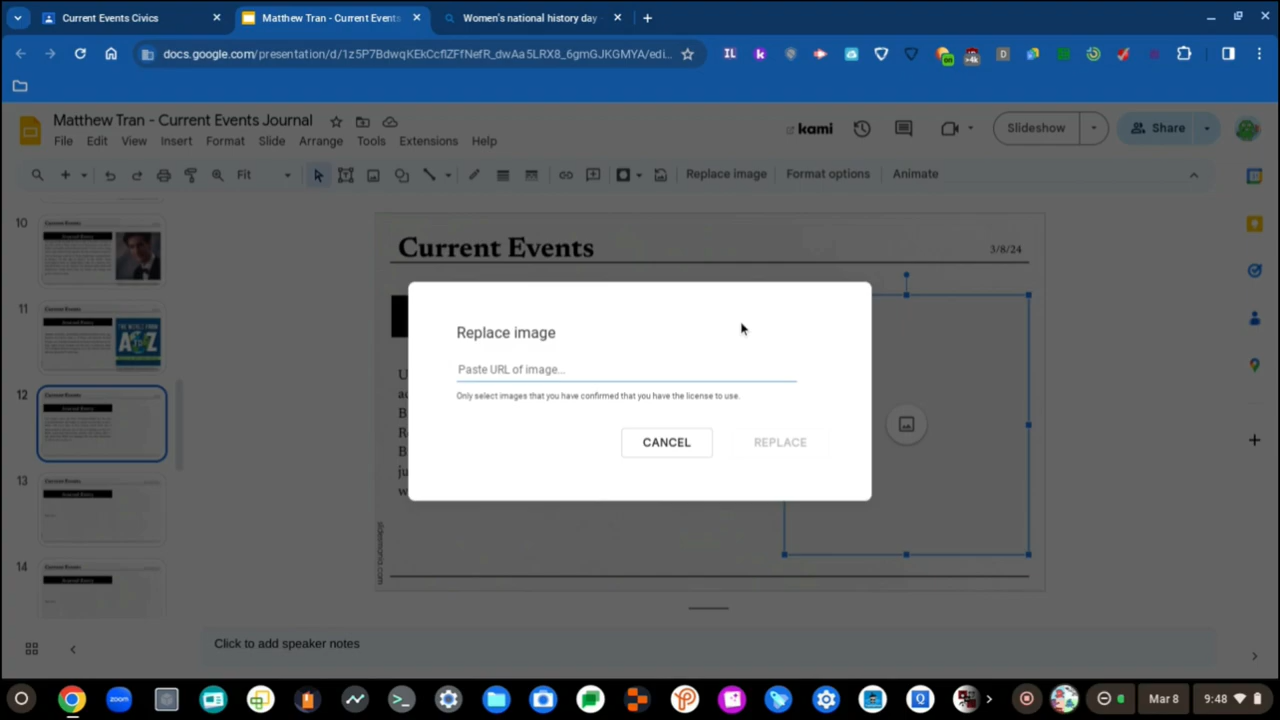 Current Events Civics
Matthew Tran - Current Events
Women's national history day
docs.google.com/presentation/d/1z5P7BdwqKEkCcflZFfNefR_dwAa5LRX8_6gmGJKGMYA/edi...
Matthew Tran - Current Events Journal
kami
Slideshow
Share
File Edit View Insert Format Slide Arrange Tools Extensions Help
Fit
Replace image
Format options
Animate
10
11
12
13
14
Current Events
3/8/24
Replace image
Paste URL of image...
Only select images that you have confirmed that you have the license to use.
CANCEL
REPLACE
slidesmania.com
Click to add speaker notes
zoom
Mar 8
9:48